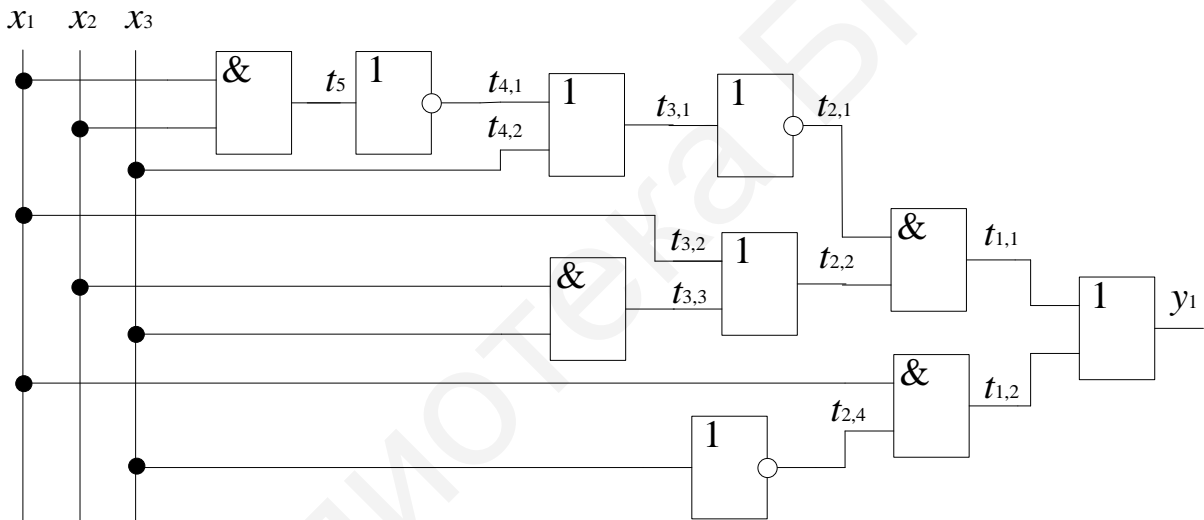 x1 x2 x3
& t5 1 t4,1 1 t3,1 1 t2,1
t4,2
t3,2 1 t2,2 & t1,1
& t3,3 1 y1
& t1,2
1 t2,4
иотека